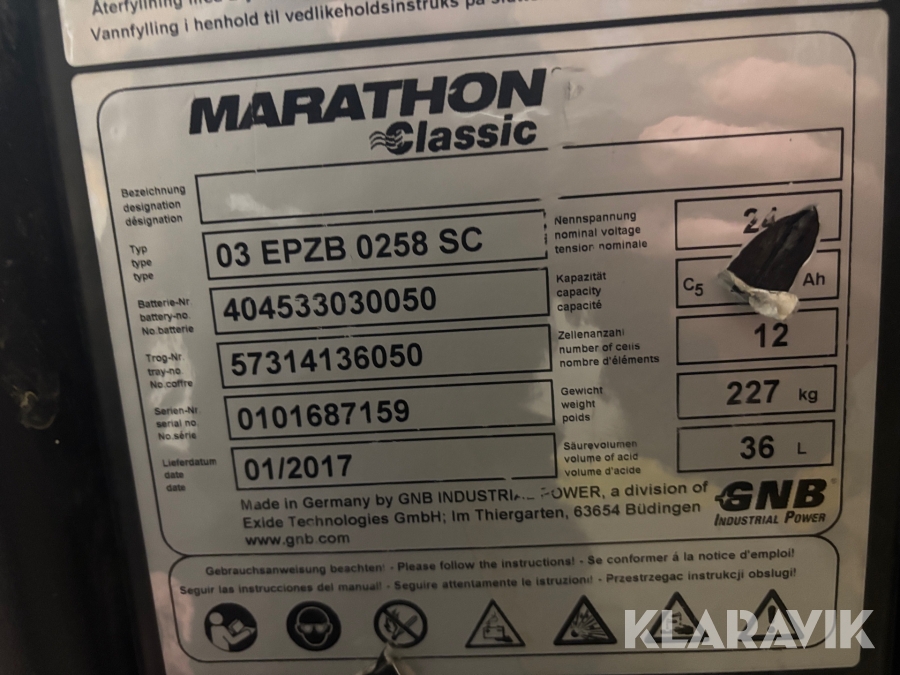 Återfyllning
Vannfylling i henhold til vedlikeholdsinstruks på
MARATHON
Classic
Bezeichnung
designation
désignation
Typ
type
type
03 EPZB 0258 SC
Batterie-Nr.
battery-no.
No.batterie
404533030050
Trog-Nr.
tray-no.
No.coffre
57314136050
Serien-Nr.
serial no.
No.série
0101687159
Lieferdatum
date
date
01/2017
Nennspannung
nominal voltage
tension nominale
24
Kapazität
capacity
capacité
C5 Ah
Zellenanzahl
number of cells
nombre d'éléments
12
Gewicht
weight
poids
227 kg
Säurevolumen
volume of acid
volume d'acide
36 L
Made in Germany by GNB INDUSTRIAL POWER, a division of
Exide Technologies GmbH; Im Thiergarten, 63654 Büdingen
www.gnb.com
GNB
INDUSTRIAL POWER
Gebrauchsanweisung beachten! - Please follow the instructions! - Se conformer à la notice d'emploi!
Seguir las instrucciones del manual! - Seguire attentamente le istruzioni! - Przestrzegac instrukcji obslugi!
KLARAVIK